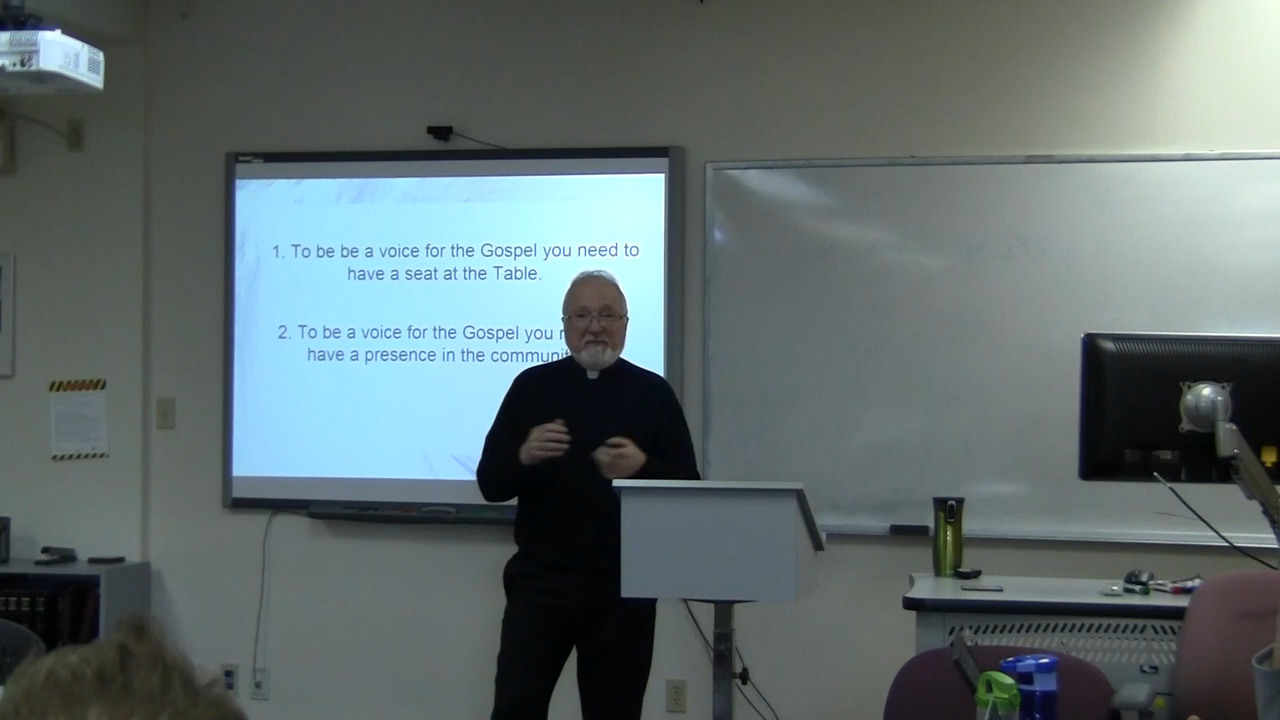 1. To be be a voice for the Gospel you need to
have a seat at the Table.
2. To be a voice for the Gospel you
have a presence in the